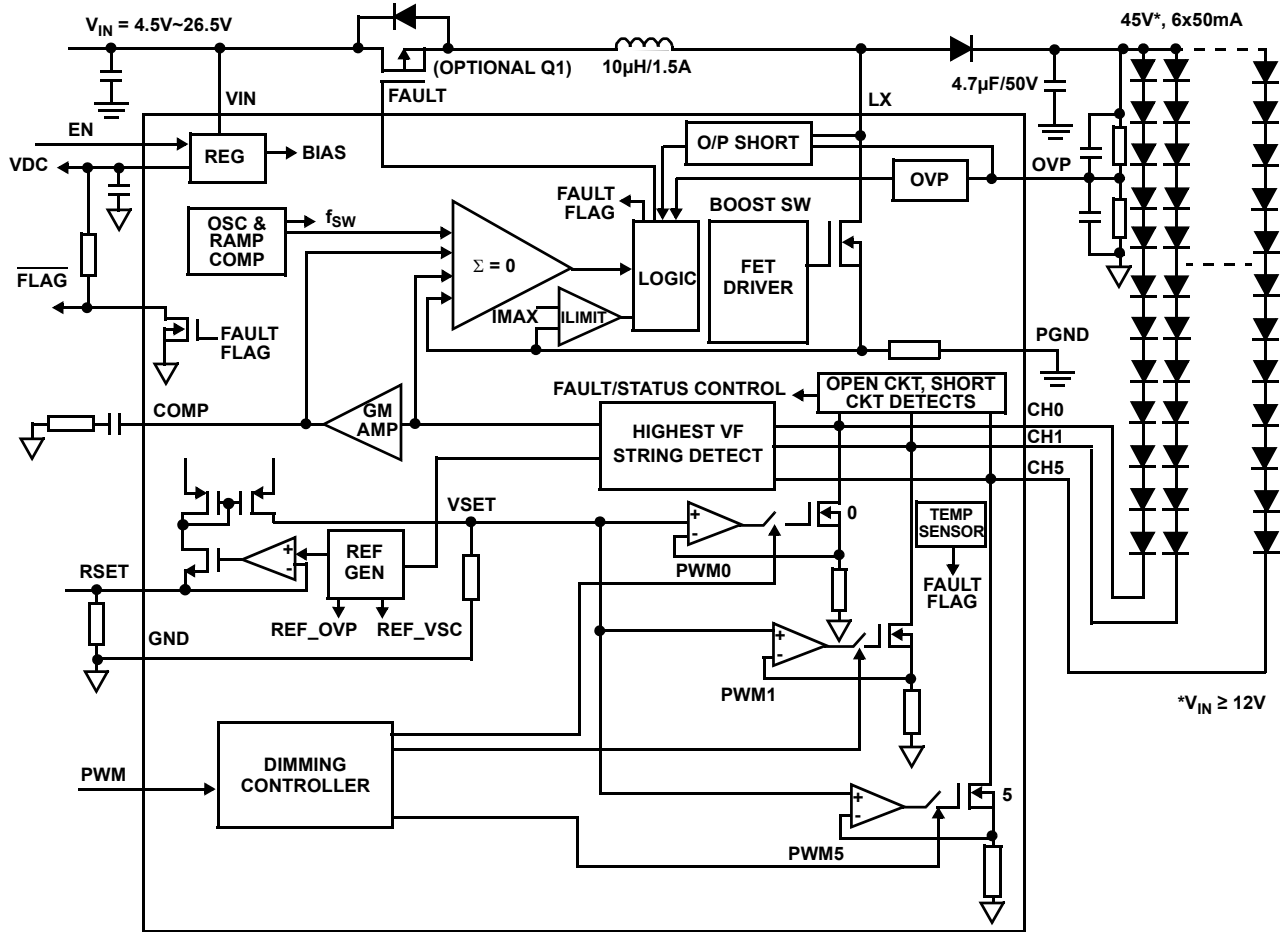 V_IN = 4.5V~26.5V
45V*, 6x50mA
(OPTIONAL Q1)
10µH/1.5A
4.7µF/50V
FAULT
VIN
LX
EN
REG
BIAS
VDC
O/P SHORT
OVP
OVP
FAULT
FLAG
BOOST SW
OSC &
RAMP
COMP
f_SW
Σ = 0
LOGIC
FET
DRIVER
IMAX
ILIMIT
FLAG
FAULT
FLAG
PGND
COMP
GM
AMP
FAULT/STATUS CONTROL
OPEN CKT, SHORT
CKT DETECTS
HIGHEST VF
STRING DETECT
CH0
CH1
CH5
VSET
+
-
0
TEMP
SENSOR
FAULT
FLAG
PWM0
RSET
+
-
REF
GEN
REF_OVP
REF_VSC
GND
+
-
PWM1
*V_IN ≥ 12V
PWM
DIMMING
CONTROLLER
+
-
5
PWM5